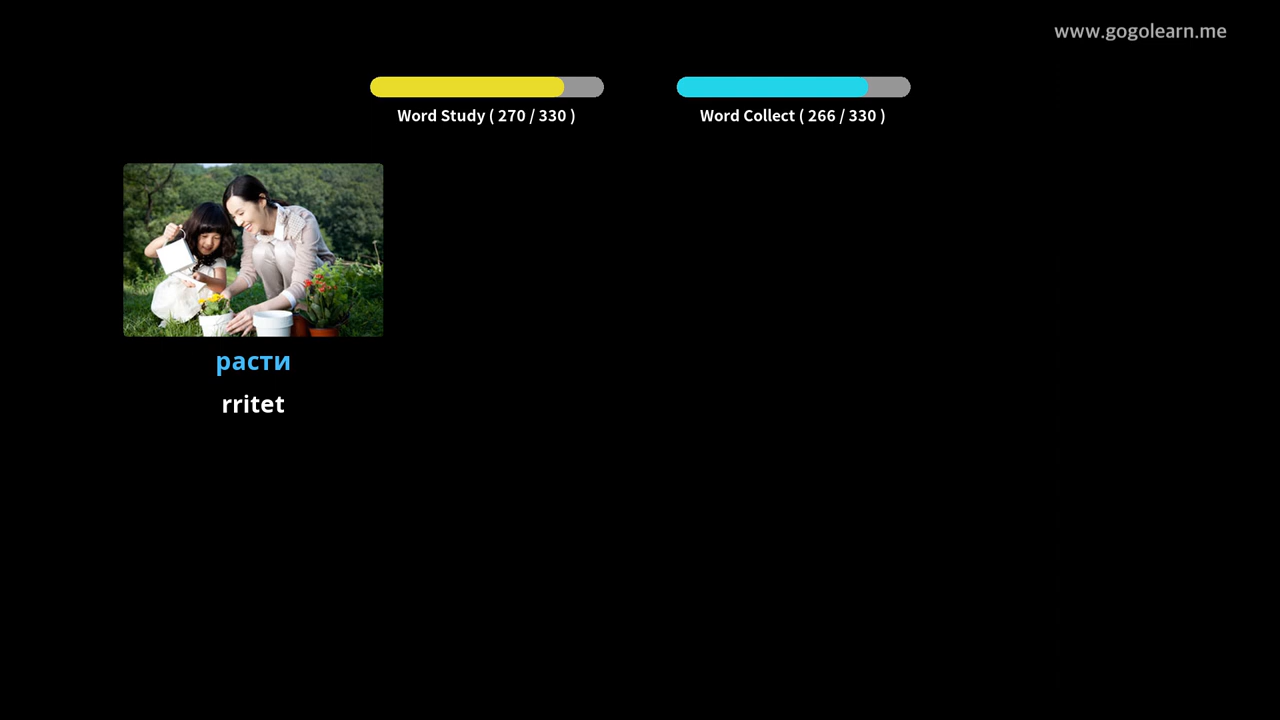 www.gogolearn.me
Word Study ( 270 / 330 )
Word Collect ( 266 / 330 )
расти
rritet